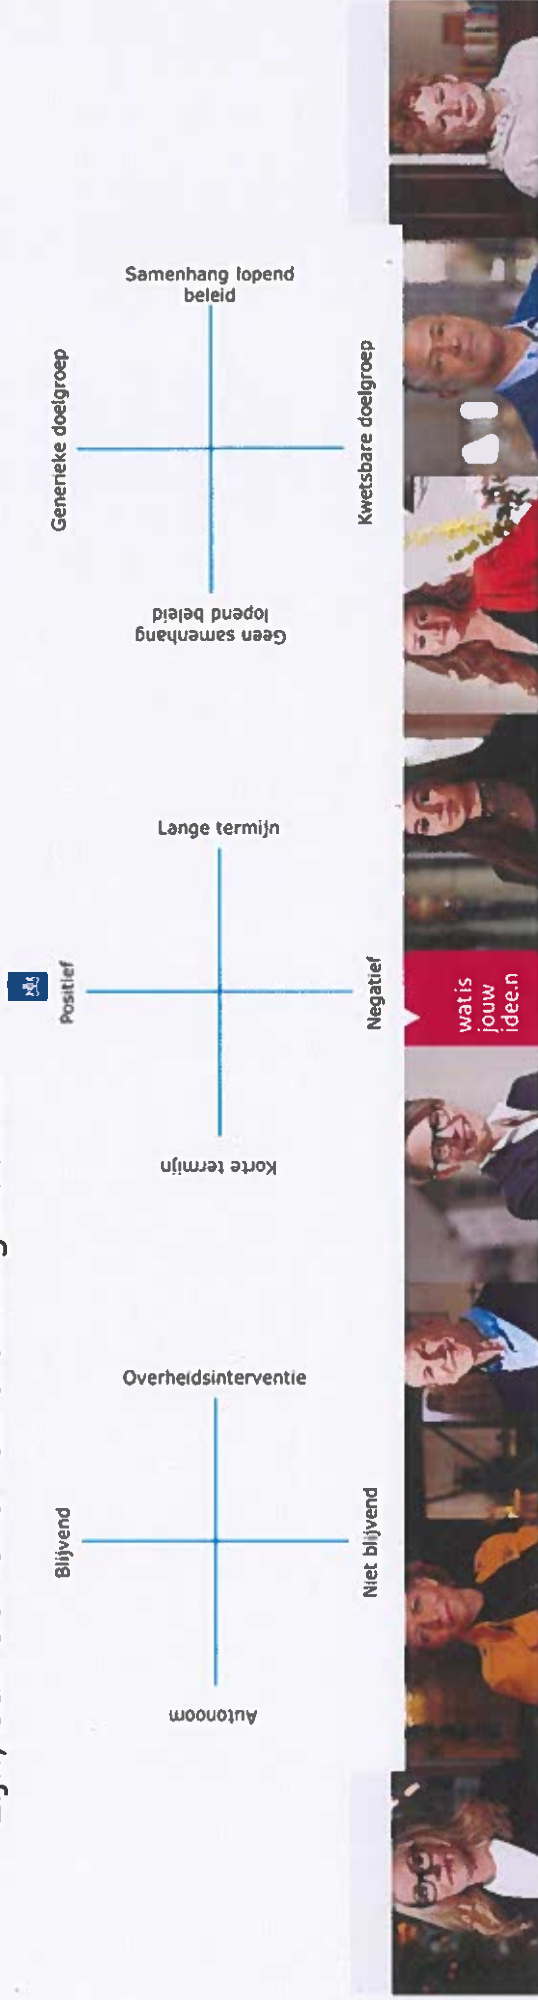 Blijvend
Autonoom
Overheidsinterventie
Niet blijvend
Positief
Korte termijn
Lange termijn
Negatief
Generieke doelgroep
Geen samenhang
lopend beleid
Samenhang lopend
beleid
Kwetsbare doelgroep
wat is
jouw
idee.n